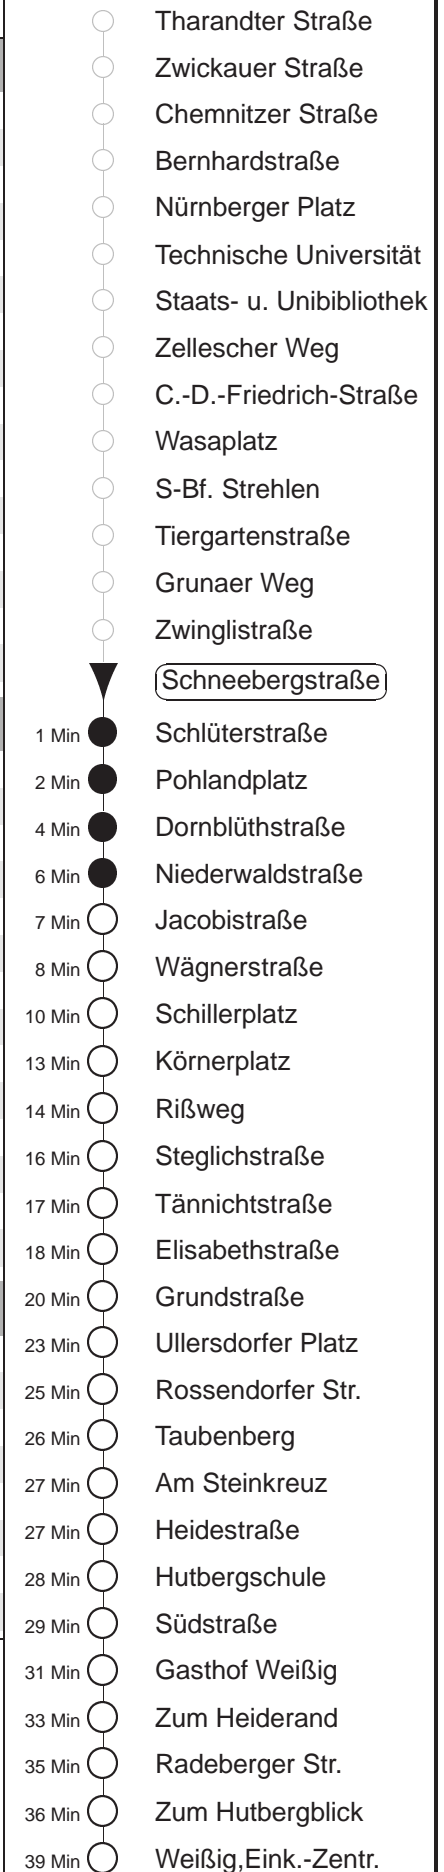 Tharandter Straße
Zwickauer Straße
Chemnitzer Straße
Bernhardstraße
Nürnberger Platz
Technische Universität
Staats- u. Unibibliothek
Zellescher Weg
C.-D.-Friedrich-Straße
Wasaplatz
S-Bf. Strehlen
Tiergartenstraße
Grunaer Weg
Zwinglistraße
Schneebergstraße
1 Min Schlüterstraße
2 Min Pohlandplatz
4 Min Dornblüthstraße
6 Min Niederwaldstraße
7 Min Jacobistraße
8 Min Wägnerstraße
10 Min Schillerplatz
13 Min Körnerplatz
14 Min Rißweg
16 Min Steglichstraße
17 Min Tännichtstraße
18 Min Elisabethstraße
20 Min Grundstraße
23 Min Ullersdorfer Platz
25 Min Rossendorfer Str.
26 Min Taubenberg
27 Min Am Steinkreuz
27 Min Heidestraße
28 Min Hutbergschule
29 Min Südstraße
31 Min Gasthof Weißig
33 Min Zum Heiderand
35 Min Radeberger Str.
36 Min Zum Hutbergblick
39 Min Weißig,Eink.-Zentr.